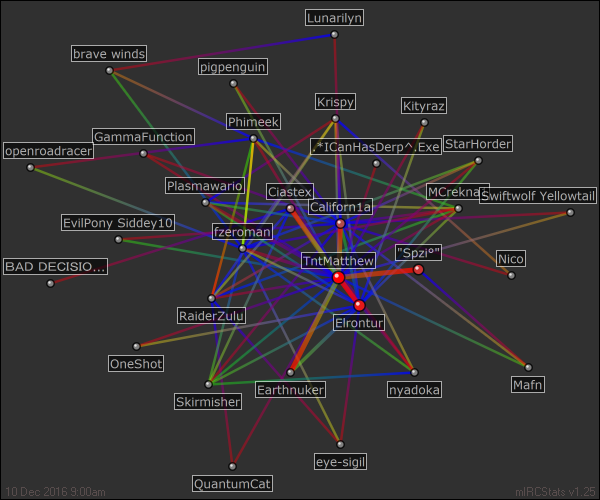 Lunarilyn
brave winds
pigpenguin
Krispy
Kityraz
Phimeek
GammaFunction
.*ICanHasDerp^.Exe
StarHorder
openroadracer
Plasmawario
Ciastex
MCreknat
Swiftwolf Yellowtail
Californ1a
EvilPony Siddey10
fzeroman
BAD DECISIO...
TntMatthew
"Spzi°"
Nico
RaiderZulu
Elrontur
OneShot
Skirmisher
Earthnuker
nyadoka
Mafn
eye-sigil
QuantumCat
10 Dec 2016 9:00am
mIRCStats v1.25